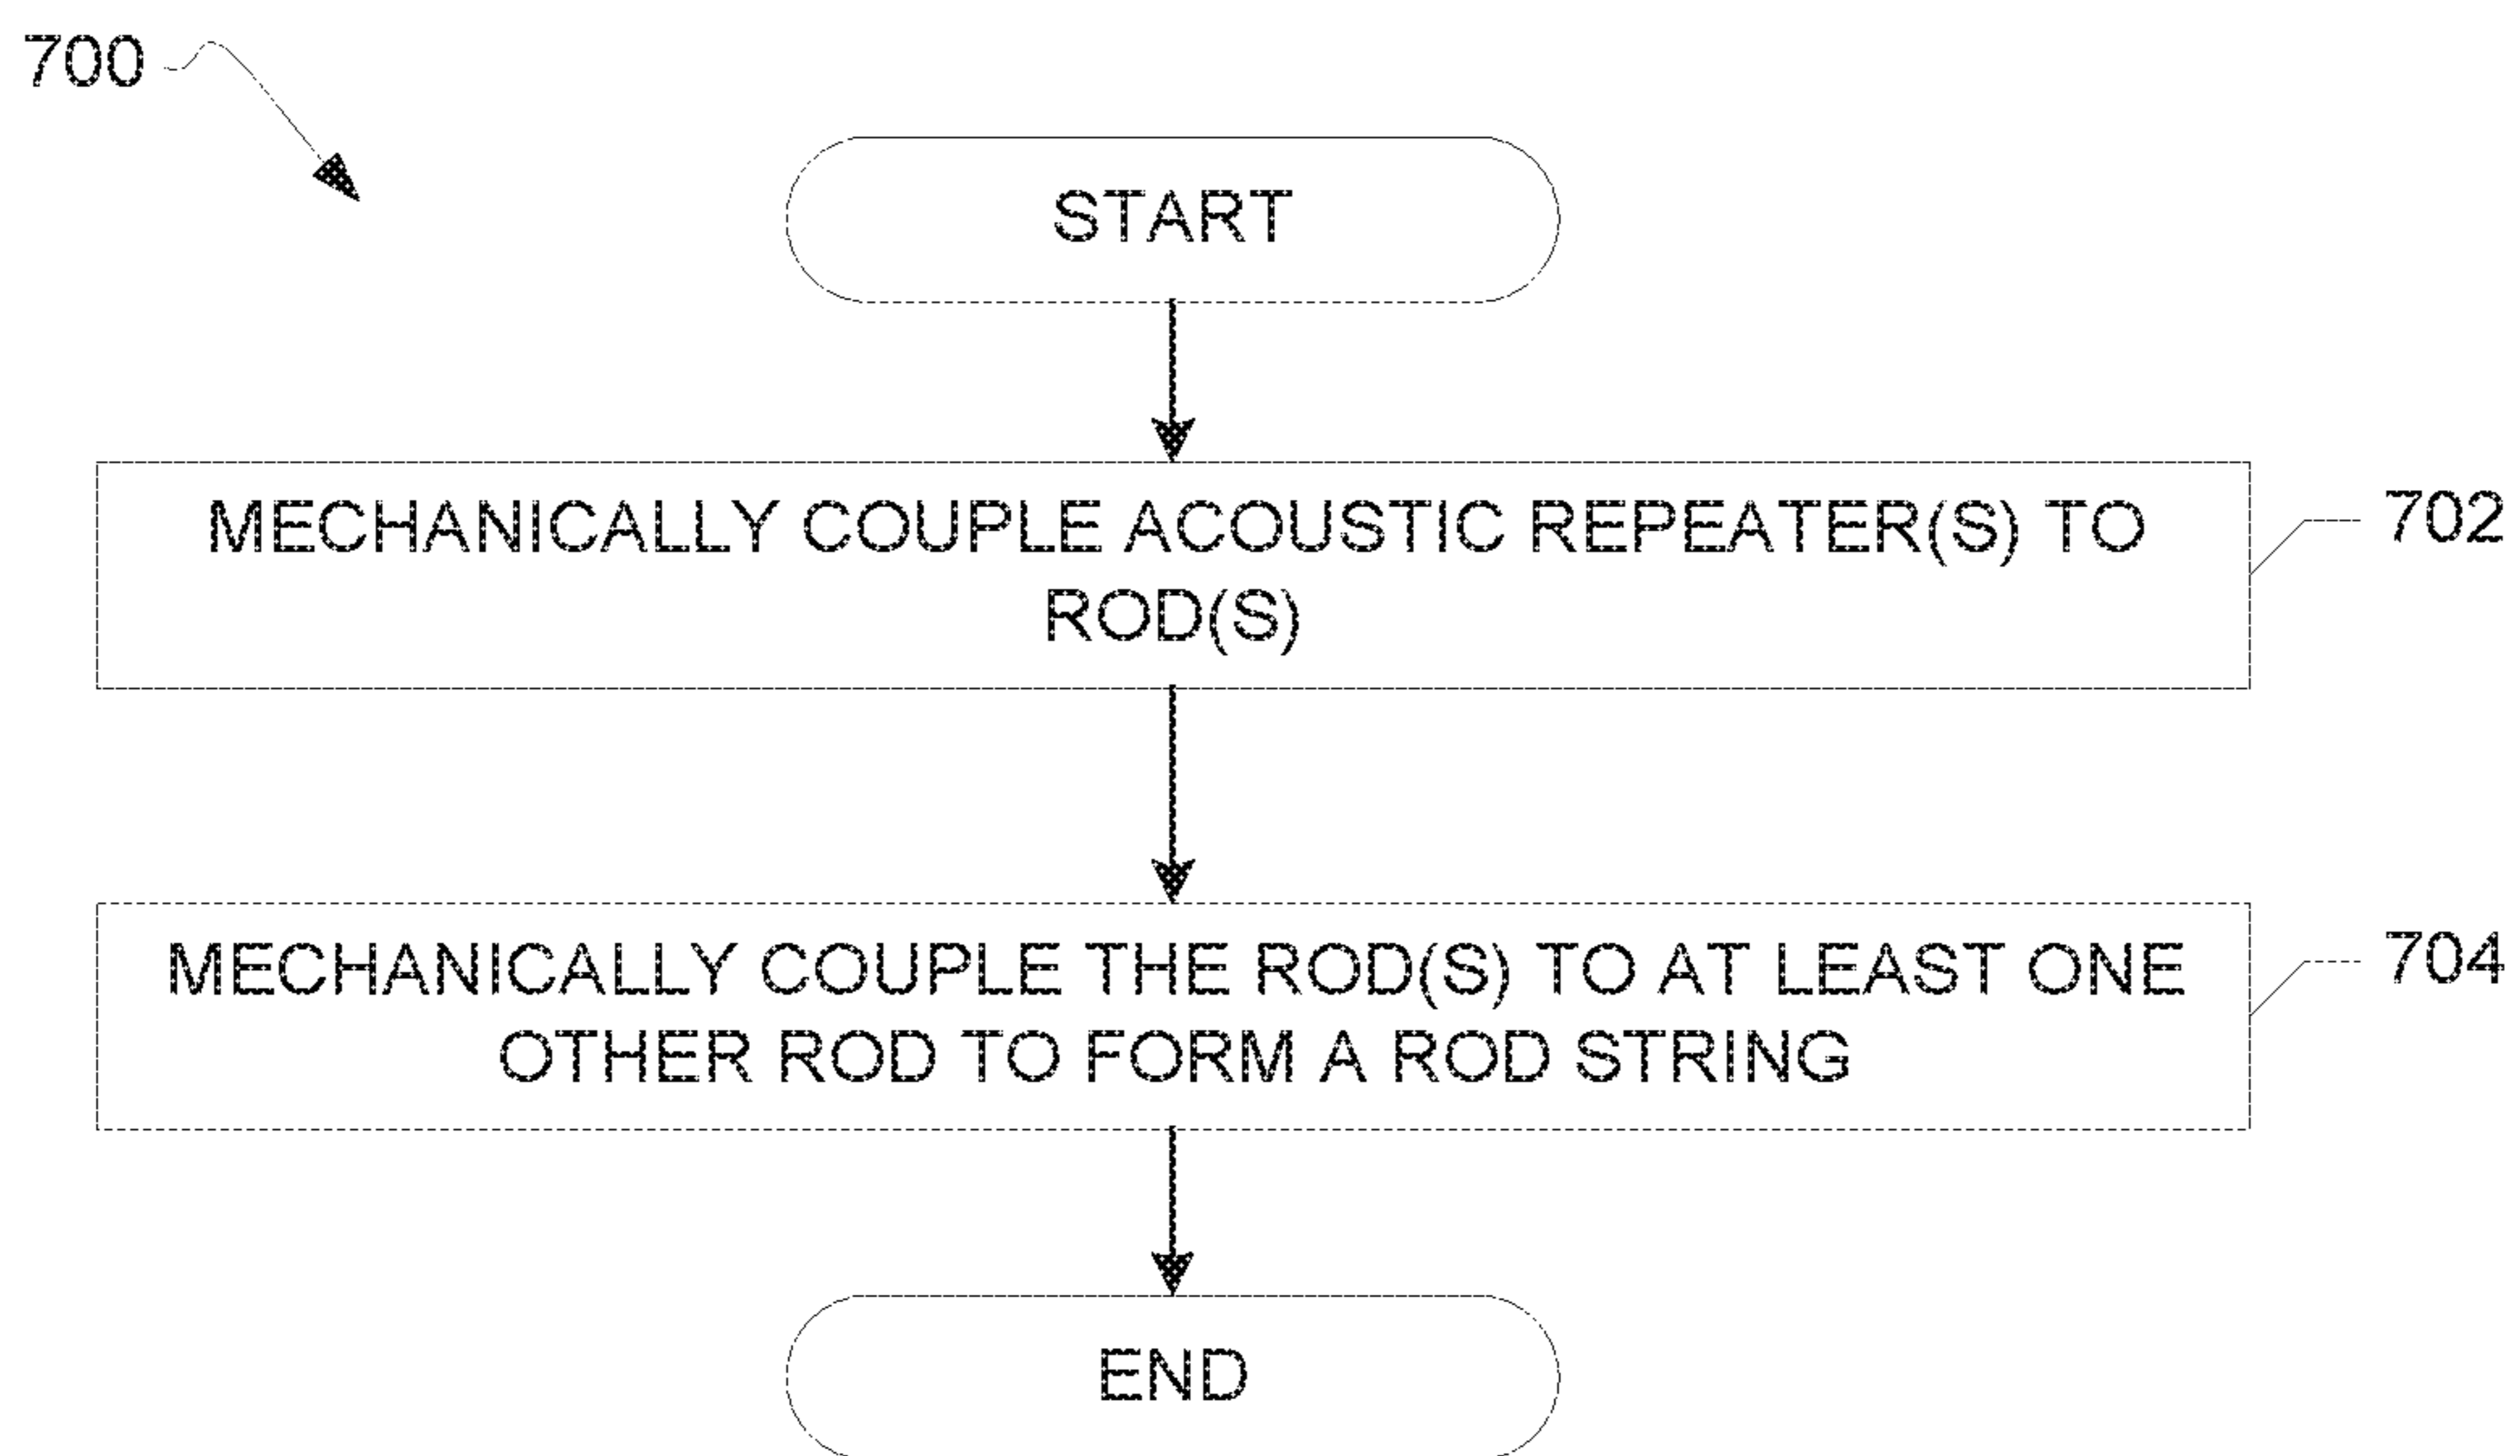 700
START
MECHANICALLY COUPLE ACOUSTIC REPEATER(S) TO
ROD(S)
702
MECHANICALLY COUPLE THE ROD(S) TO AT LEAST ONE
OTHER ROD TO FORM A ROD STRING
704
END